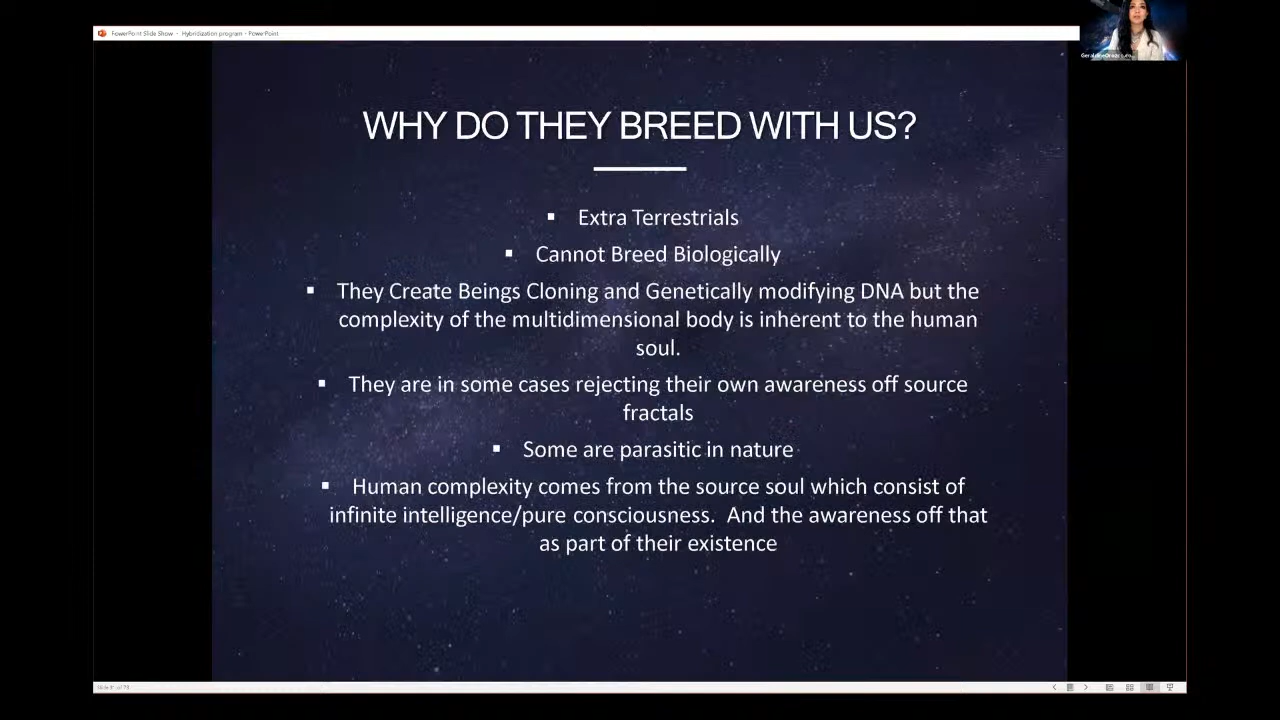 PowerPoint Slide Show - Hybridization program - PowerPoint
WHY DO THEY BREED WITH US?
▪ Extra Terrestrials
▪ Cannot Breed Biologically
▪ They Create Beings Cloning and Genetically modifying DNA but the
complexity of the multidimensional body is inherent to the human
soul.
▪ They are in some cases rejecting their own awareness off source
fractals
▪ Some are parasitic in nature
▪ Human complexity comes from the source soul which consist of
infinite intelligence/pure consciousness. And the awareness off that
as part of their existence